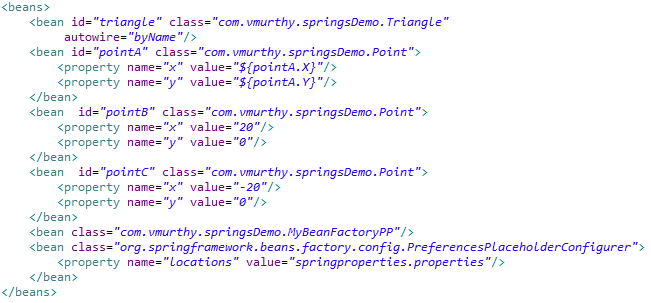 <beans>
<bean id="triangle" class="com.vmurthy.springsDemo.Triangle"
autowire="byName"/>
<bean id="pointA" class="com.vmurthy.springsDemo.Point">
<property name="x" value="${pointA.X}"/>
<property name="y" value="${pointA.Y}"/>
</bean>
<bean  id="pointB" class="com.vmurthy.springsDemo.Point">
<property name="x" value="20"/>
<property name="y" value="0"/>
</bean>
<bean  id="pointC" class="com.vmurthy.springsDemo.Point">
<property name="x" value="-20"/>
<property name="y" value="0"/>
</bean>
<bean class="com.vmurthy.springsDemo.MyBeanFactoryPP"/>
<bean class="org.springframework.beans.factory.config.PreferencesPlaceholderConfigurer">
<property name="locations" value="springproperties.properties"/>
</bean>
</beans>